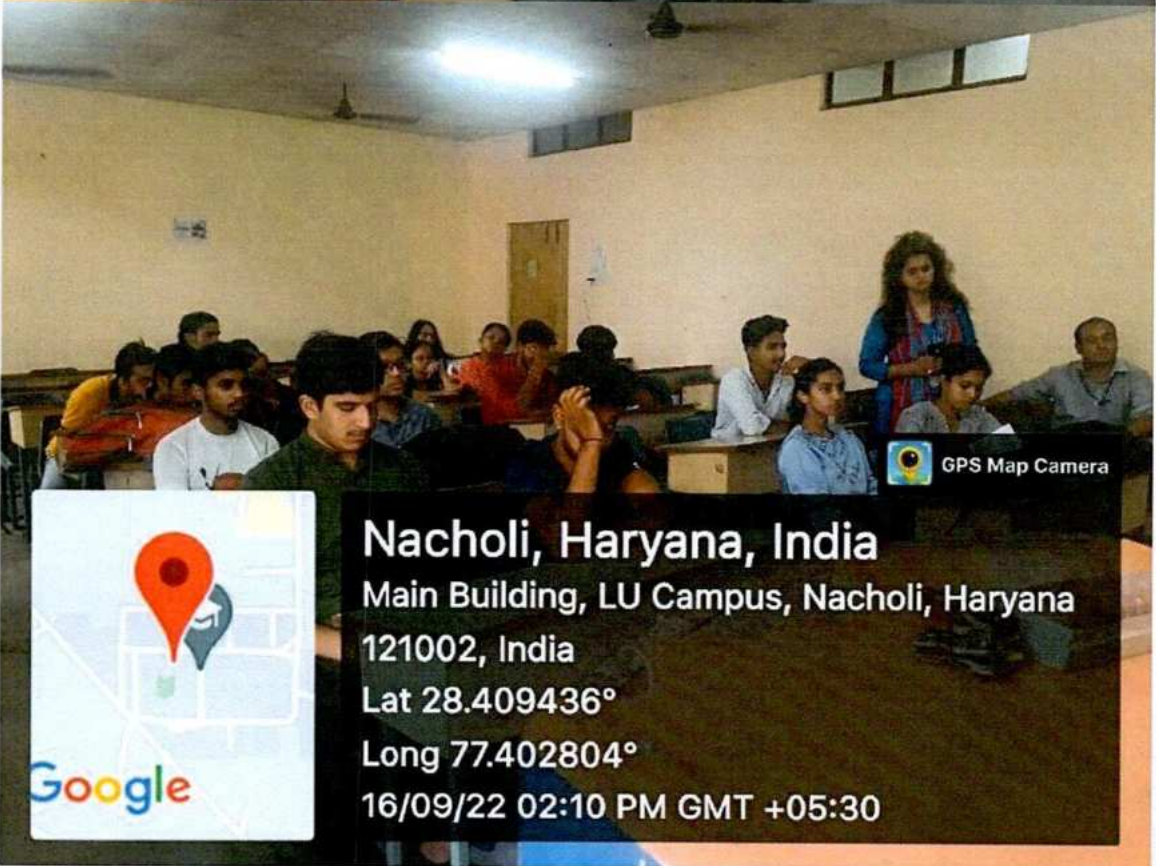 GPS Map Camera
Nacholi, Haryana, India
Main Building, LU Campus, Nacholi, Haryana
121002, India
Lat 28.409436°
Long 77.402804°
Google
16/09/22 02:10 PM GMT +05:30